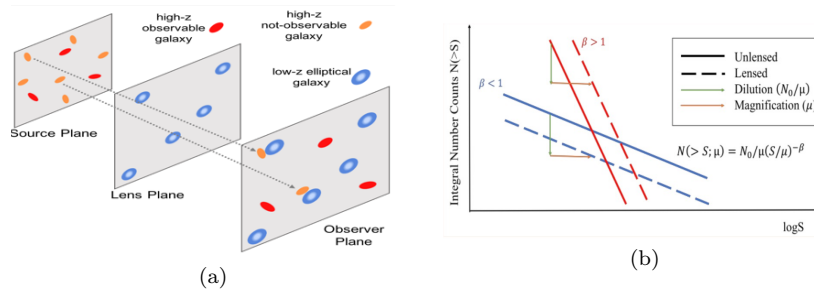 high-z
observable
galaxy
high-z
not-observable
galaxy
low-z elliptical
galaxy
Source Plane
Lens Plane
Observer
Plane
(a)
Integral Number Counts N(>S)
β < 1
β > 1
Unlensed
Lensed
Dilution (N₀/μ)
Magnification (μ)
N(> S; μ) = N₀/μ(S/μ)⁻ᵝ
logS
(b)